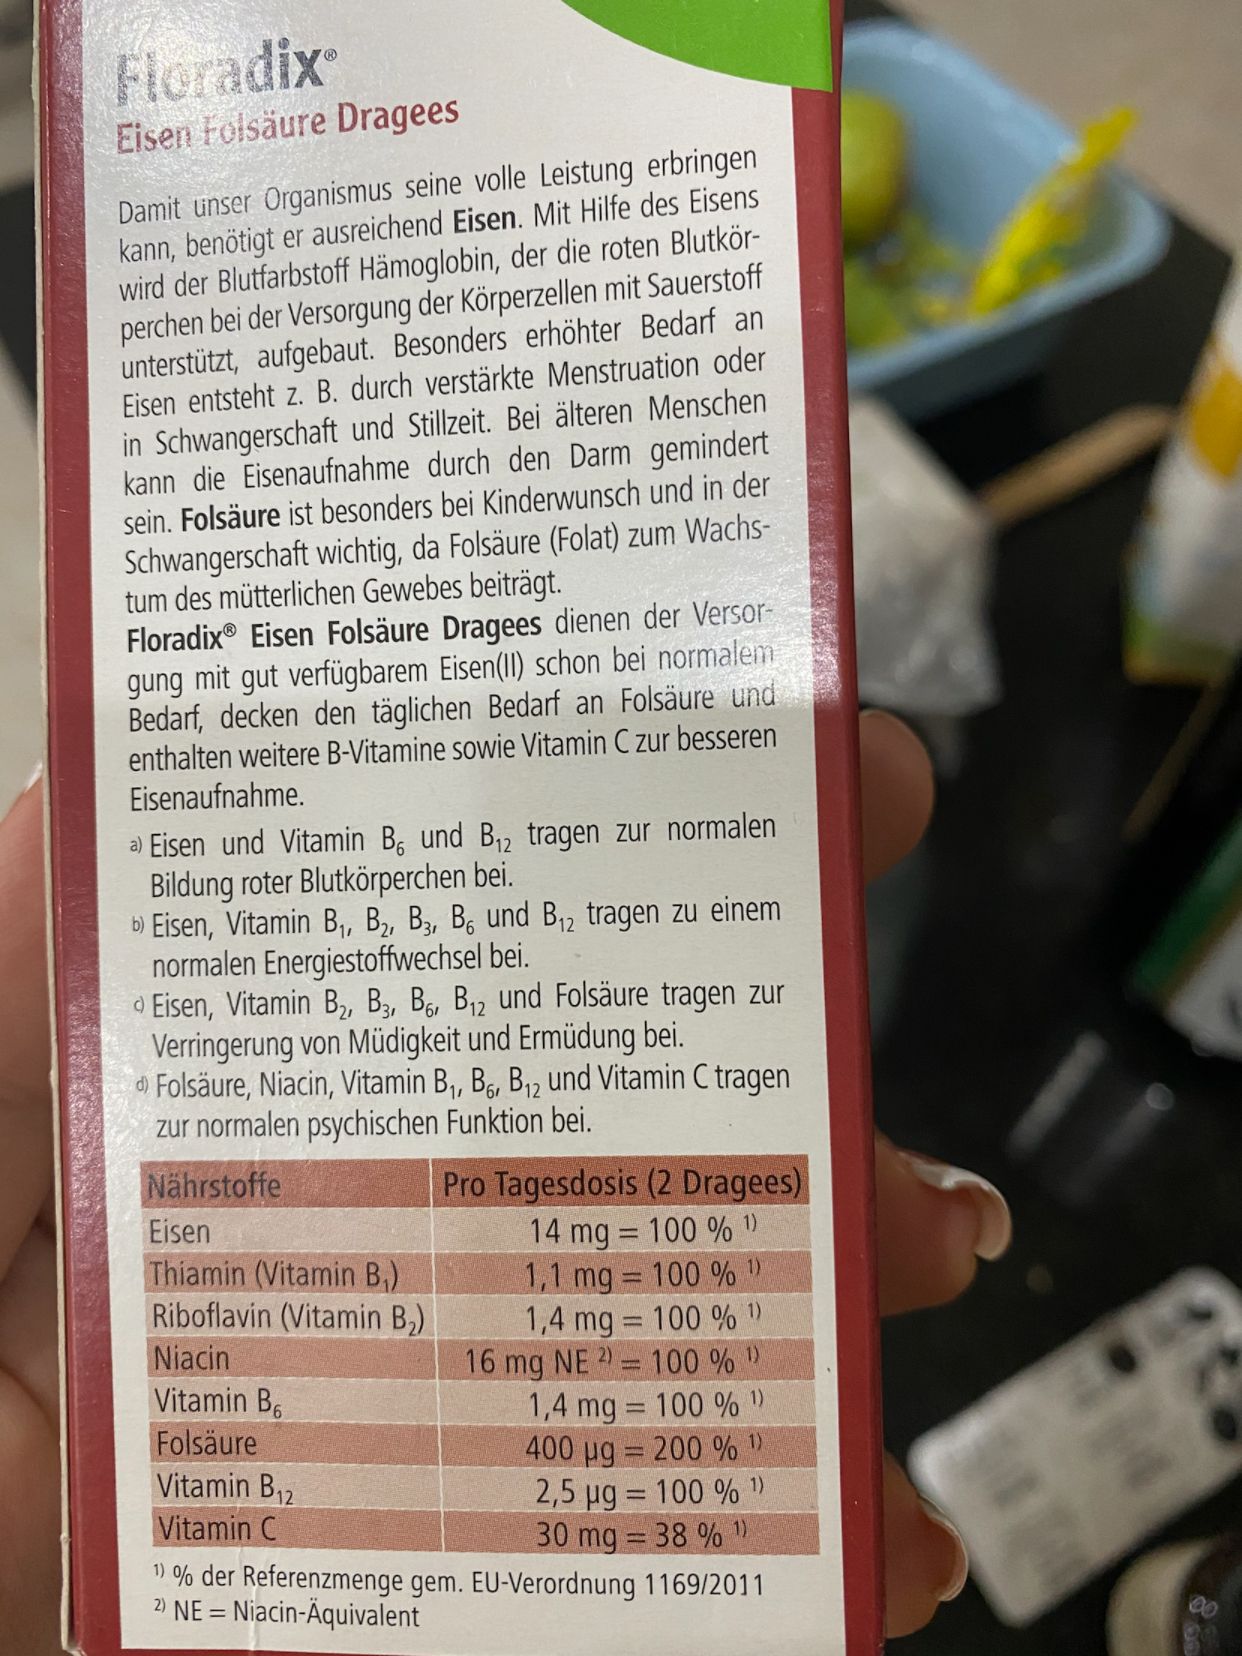 Floradix®
Eisen Folsäure Dragees
Damit unser Organismus seine volle Leistung erbringen
kann, benötigt er ausreichend Eisen. Mit Hilfe des Eisens
wird der Blutfarbstoff Hämoglobin, der die roten Blutkör-
perchen bei der Versorgung der Körperzellen mit Sauerstoff
unterstützt, aufgebaut. Besonders erhöhter Bedarf an
Eisen entsteht z. B. durch verstärkte Menstruation oder
in Schwangerschaft und Stillzeit. Bei älteren Menschen
kann die Eisenaufnahme durch den Darm gemindert
sein. Folsäure ist besonders bei Kinderwunsch und in der
Schwangerschaft wichtig, da Folsäure (Folat) zum Wachs-
tum des mütterlichen Gewebes beiträgt.
Floradix® Eisen Folsäure Dragees dienen der Versor-
gung mit gut verfügbarem Eisen(II) schon bei normalem
Bedarf, decken den täglichen Bedarf an Folsäure und
enthalten weitere B-Vitamine sowie Vitamin C zur besseren
Eisenaufnahme.
a) Eisen und Vitamin B₆ und B₁₂ tragen zur normalen
Bildung roter Blutkörperchen bei.
b) Eisen, Vitamin B₁, B₂, B₃, B₆ und B₁₂ tragen zu einem
normalen Energiestoffwechsel bei.
c) Eisen, Vitamin B₂, B₃, B₆, B₁₂ und Folsäure tragen zur
Verringerung von Müdigkeit und Ermüdung bei.
d) Folsäure, Niacin, Vitamin B₁, B₆, B₁₂ und Vitamin C tragen
zur normalen psychischen Funktion bei.
Nährstoffe Pro Tagesdosis (2 Dragees)
Eisen 14 mg = 100 % ¹⁾
Thiamin (Vitamin B₁) 1,1 mg = 100 % ¹⁾
Riboflavin (Vitamin B₂) 1,4 mg = 100 % ¹⁾
Niacin 16 mg NE ²⁾ = 100 % ¹⁾
Vitamin B₆ 1,4 mg = 100 % ¹⁾
Folsäure 400 µg = 200 % ¹⁾
Vitamin B₁₂ 2,5 µg = 100 % ¹⁾
Vitamin C 30 mg = 38 % ¹⁾
¹⁾ % der Referenzmenge gem. EU-Verordnung 1169/2011
²⁾ NE = Niacin-Äquivalent